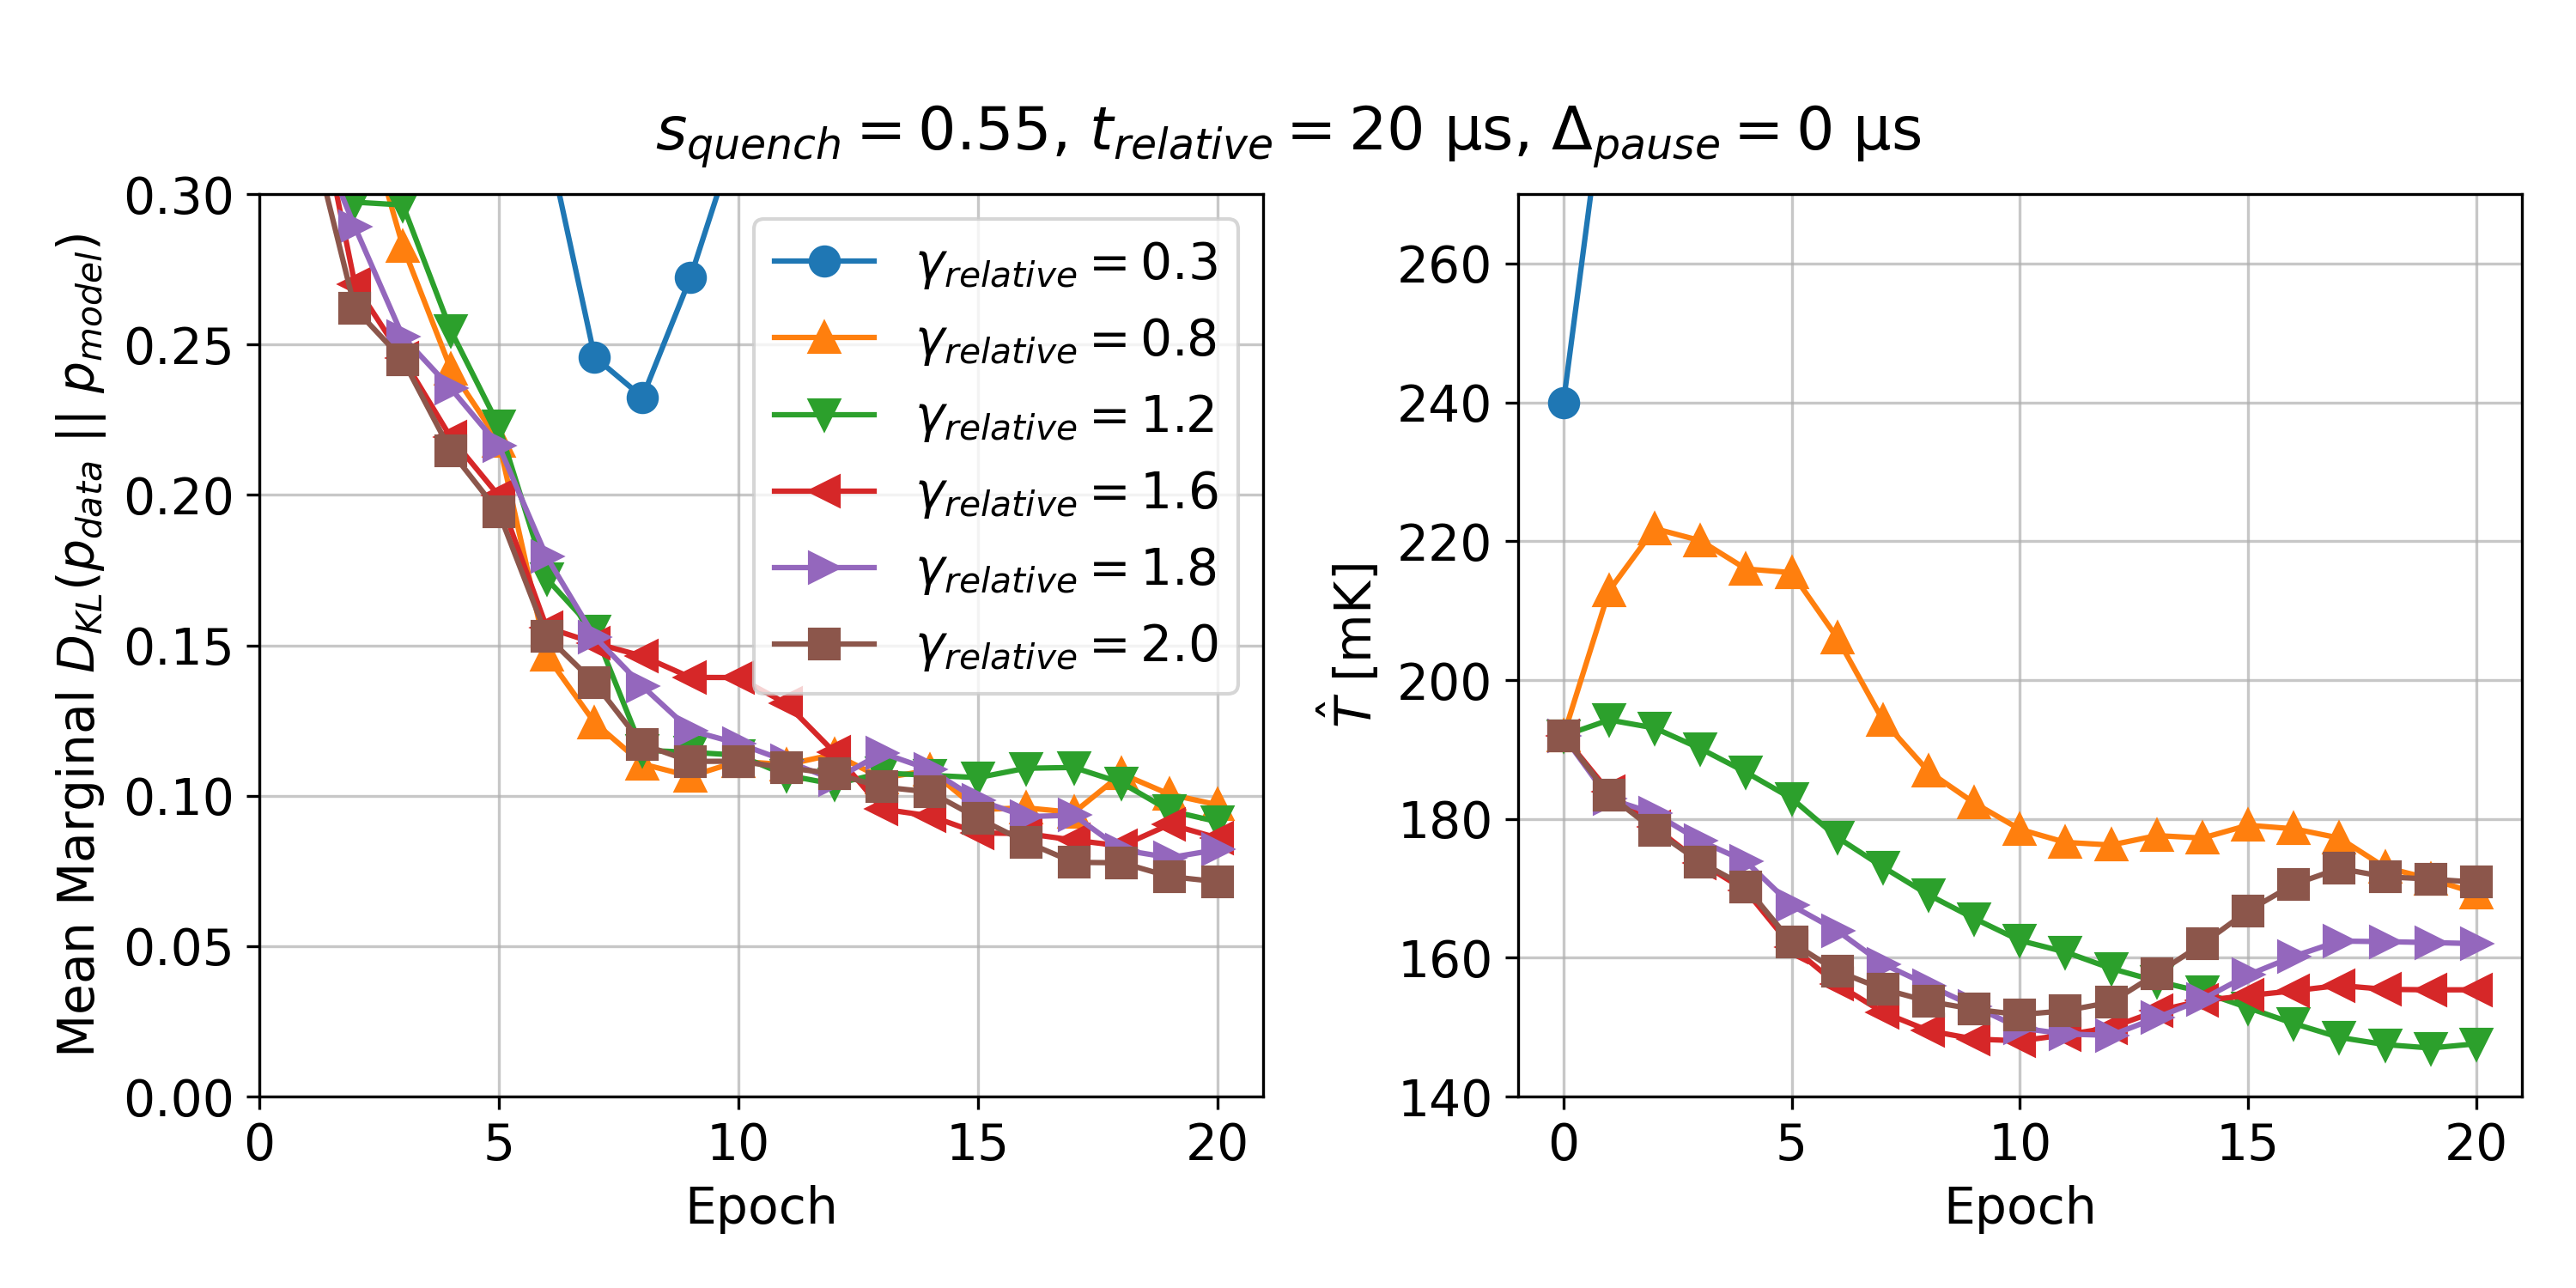 s_quench = 0.55, t_relative = 20 µs, Δ_pause = 0 µs
Mean Marginal D_KL(p_data || p_model)
0.30
0.25
0.20
0.15
0.10
0.05
0.00
0 5 10 15 20
Epoch
γ_relative = 0.3
γ_relative = 0.8
γ_relative = 1.2
γ_relative = 1.6
γ_relative = 1.8
γ_relative = 2.0
T̂ [mK]
260
240
220
200
180
160
140
0 5 10 15 20
Epoch